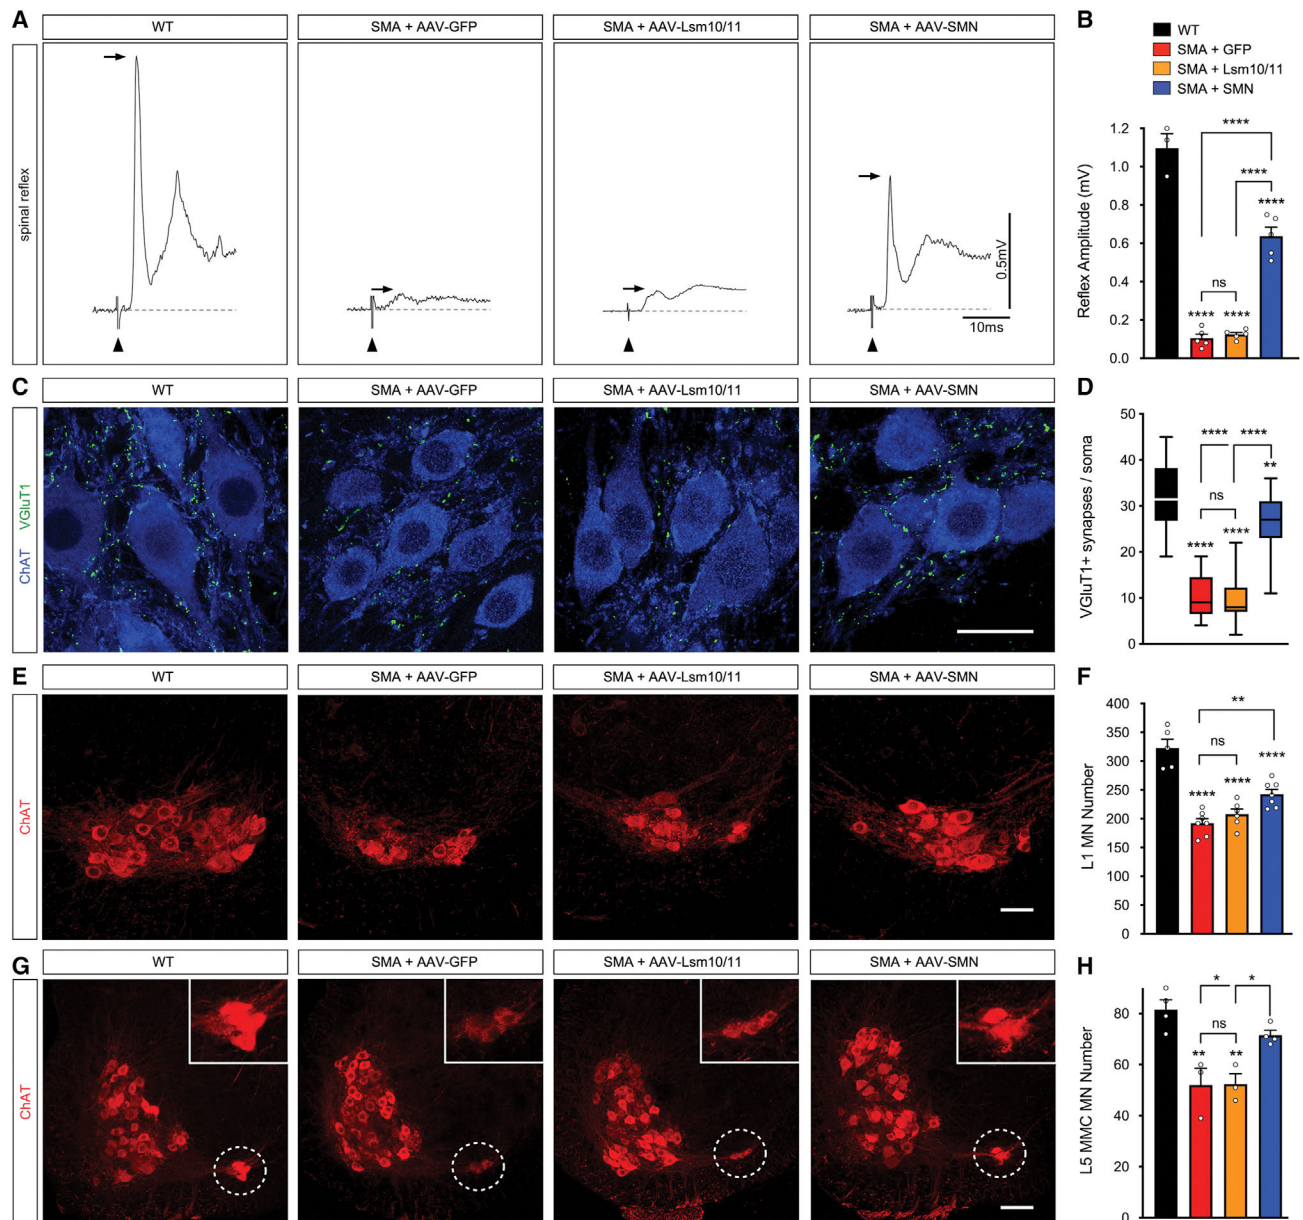 A
WT
SMA + AAV-GFP
SMA + AAV-Lsm10/11
SMA + AAV-SMN
spinal reflex
0.5mV
10ms
B
WT
SMA + GFP
SMA + Lsm10/11
SMA + SMN
Reflex Amplitude (mV)
1.2
1.0
0.8
0.6
0.4
0.2
0.0
****
****
****
ns
****
****
C
WT
SMA + AAV-GFP
SMA + AAV-Lsm10/11
SMA + AAV-SMN
ChAT VGluT1
D
VGluT1+ synapses / soma
50
40
30
20
10
0
****
****
**
ns
****
****
E
WT
SMA + AAV-GFP
SMA + AAV-Lsm10/11
SMA + AAV-SMN
ChAT
F
L1 MN Number
400
350
300
250
200
150
100
50
0
**
ns
****
****
****
G
WT
SMA + AAV-GFP
SMA + AAV-Lsm10/11
SMA + AAV-SMN
ChAT
H
L5 MMC MN Number
80
60
40
20
0
*
*
ns
**
**